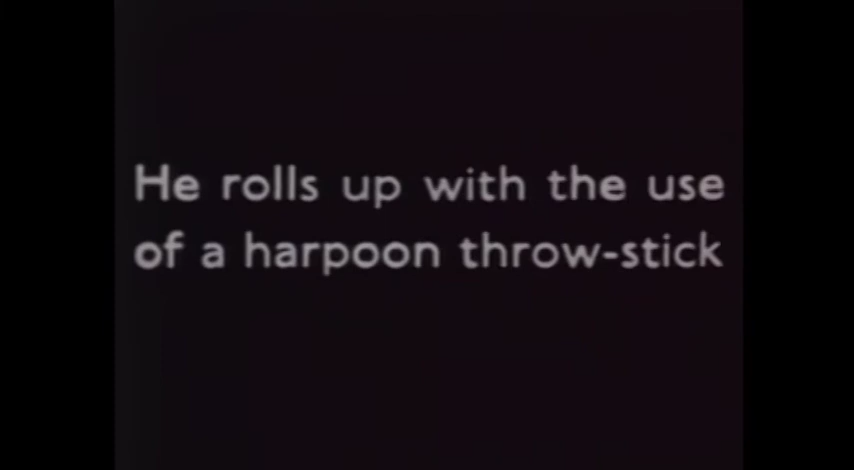 He rolls up with the use
of a harpoon throw-stick